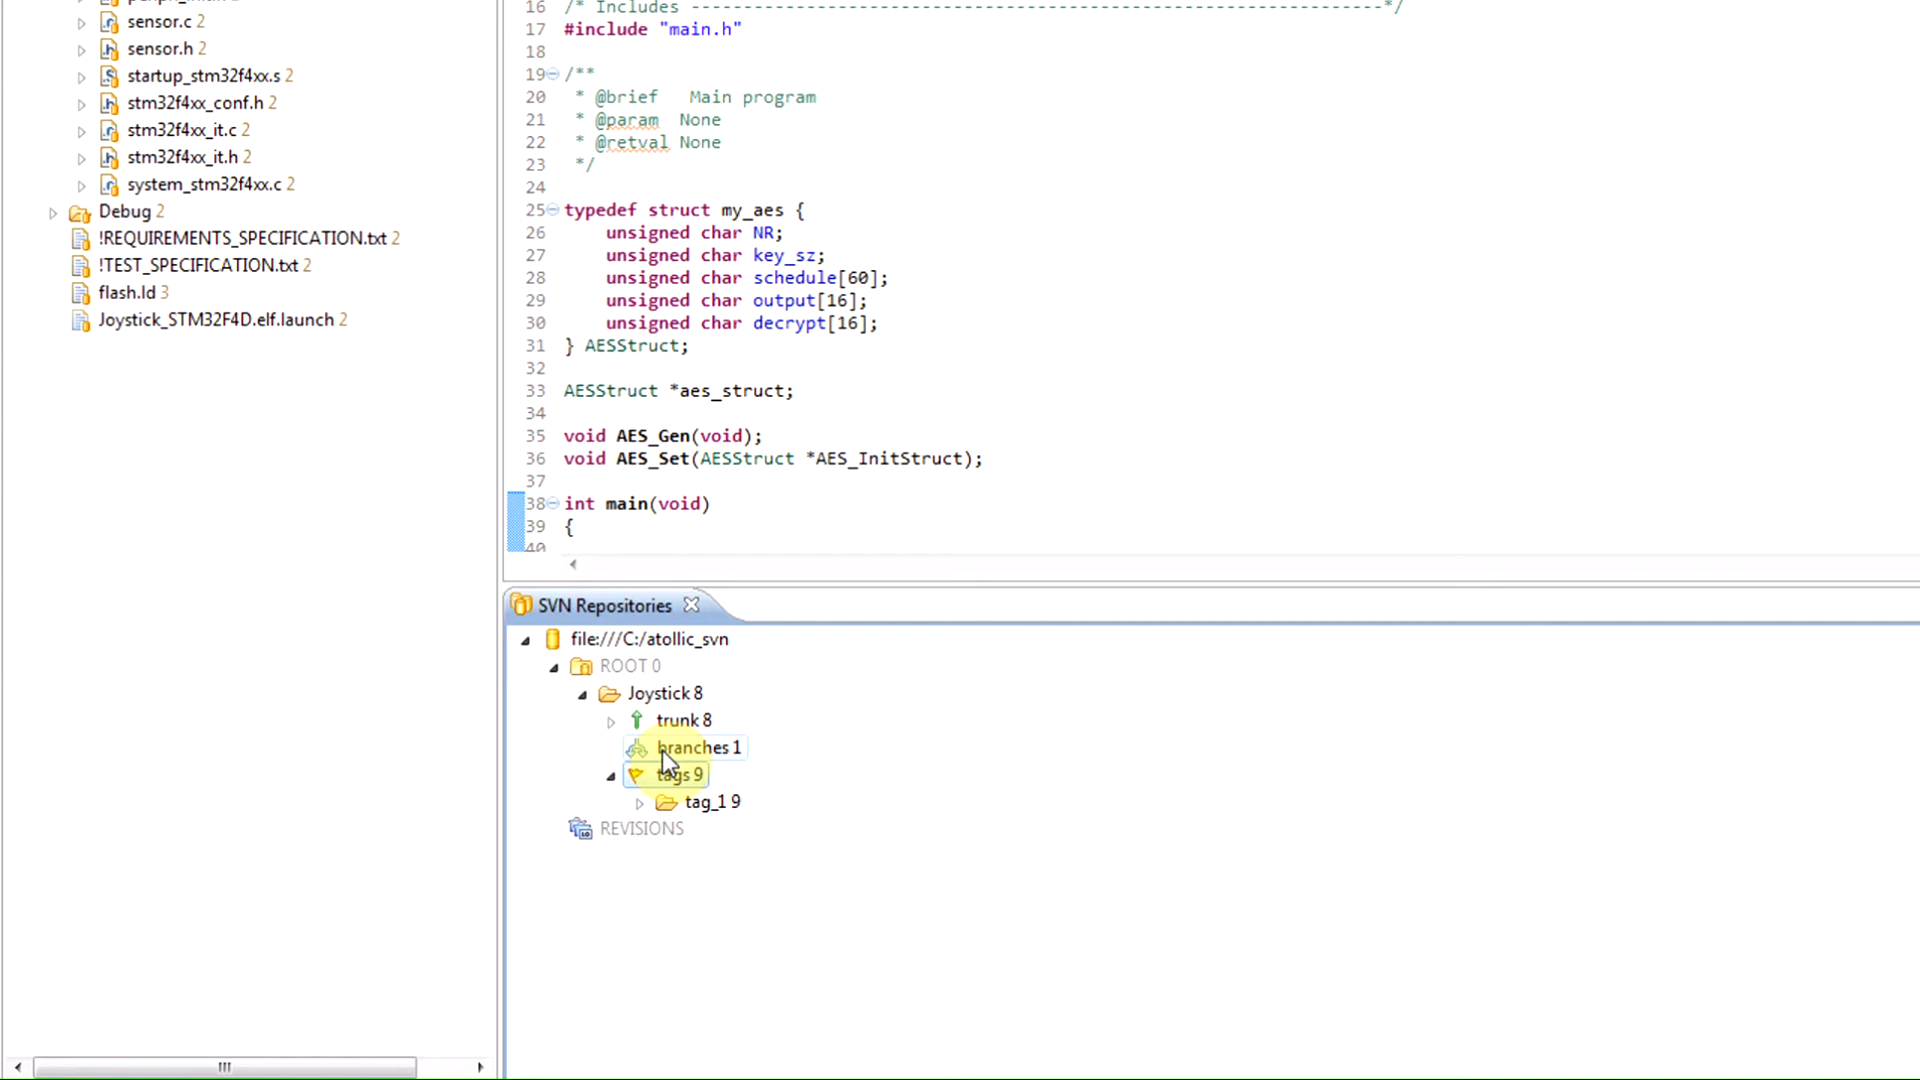 sensor.c 2
sensor.h 2
startup_stm32f4xx.s 2
stm32f4xx_conf.h 2
stm32f4xx_it.c 2
stm32f4xx_it.h 2
system_stm32f4xx.c 2
Debug 2
!REQUIREMENTS_SPECIFICATION.txt 2
!TEST_SPECIFICATION.txt 2
flash.ld 3
Joystick_STM32F4D.elf.launch 2
16 /* Includes ------------------------------------------------------------------*/
17 #include "main.h"
18
19 /**
20 * @brief   Main program
21 * @param  None
22 * @retval None
23 */
24
25 typedef struct my_aes {
26 unsigned char NR;
27 unsigned char key_sz;
28 unsigned char schedule[60];
29 unsigned char output[16];
30 unsigned char decrypt[16];
31 } AESStruct;
32
33 AESStruct *aes_struct;
34
35 void AES_Gen(void);
36 void AES_Set(AESStruct *AES_InitStruct);
37
38 int main(void)
39 {
40
SVN Repositories
file:///C:/atollic_svn
ROOT 0
Joystick 8
trunk 8
branches 1
tags 9
tag_1 9
REVISIONS